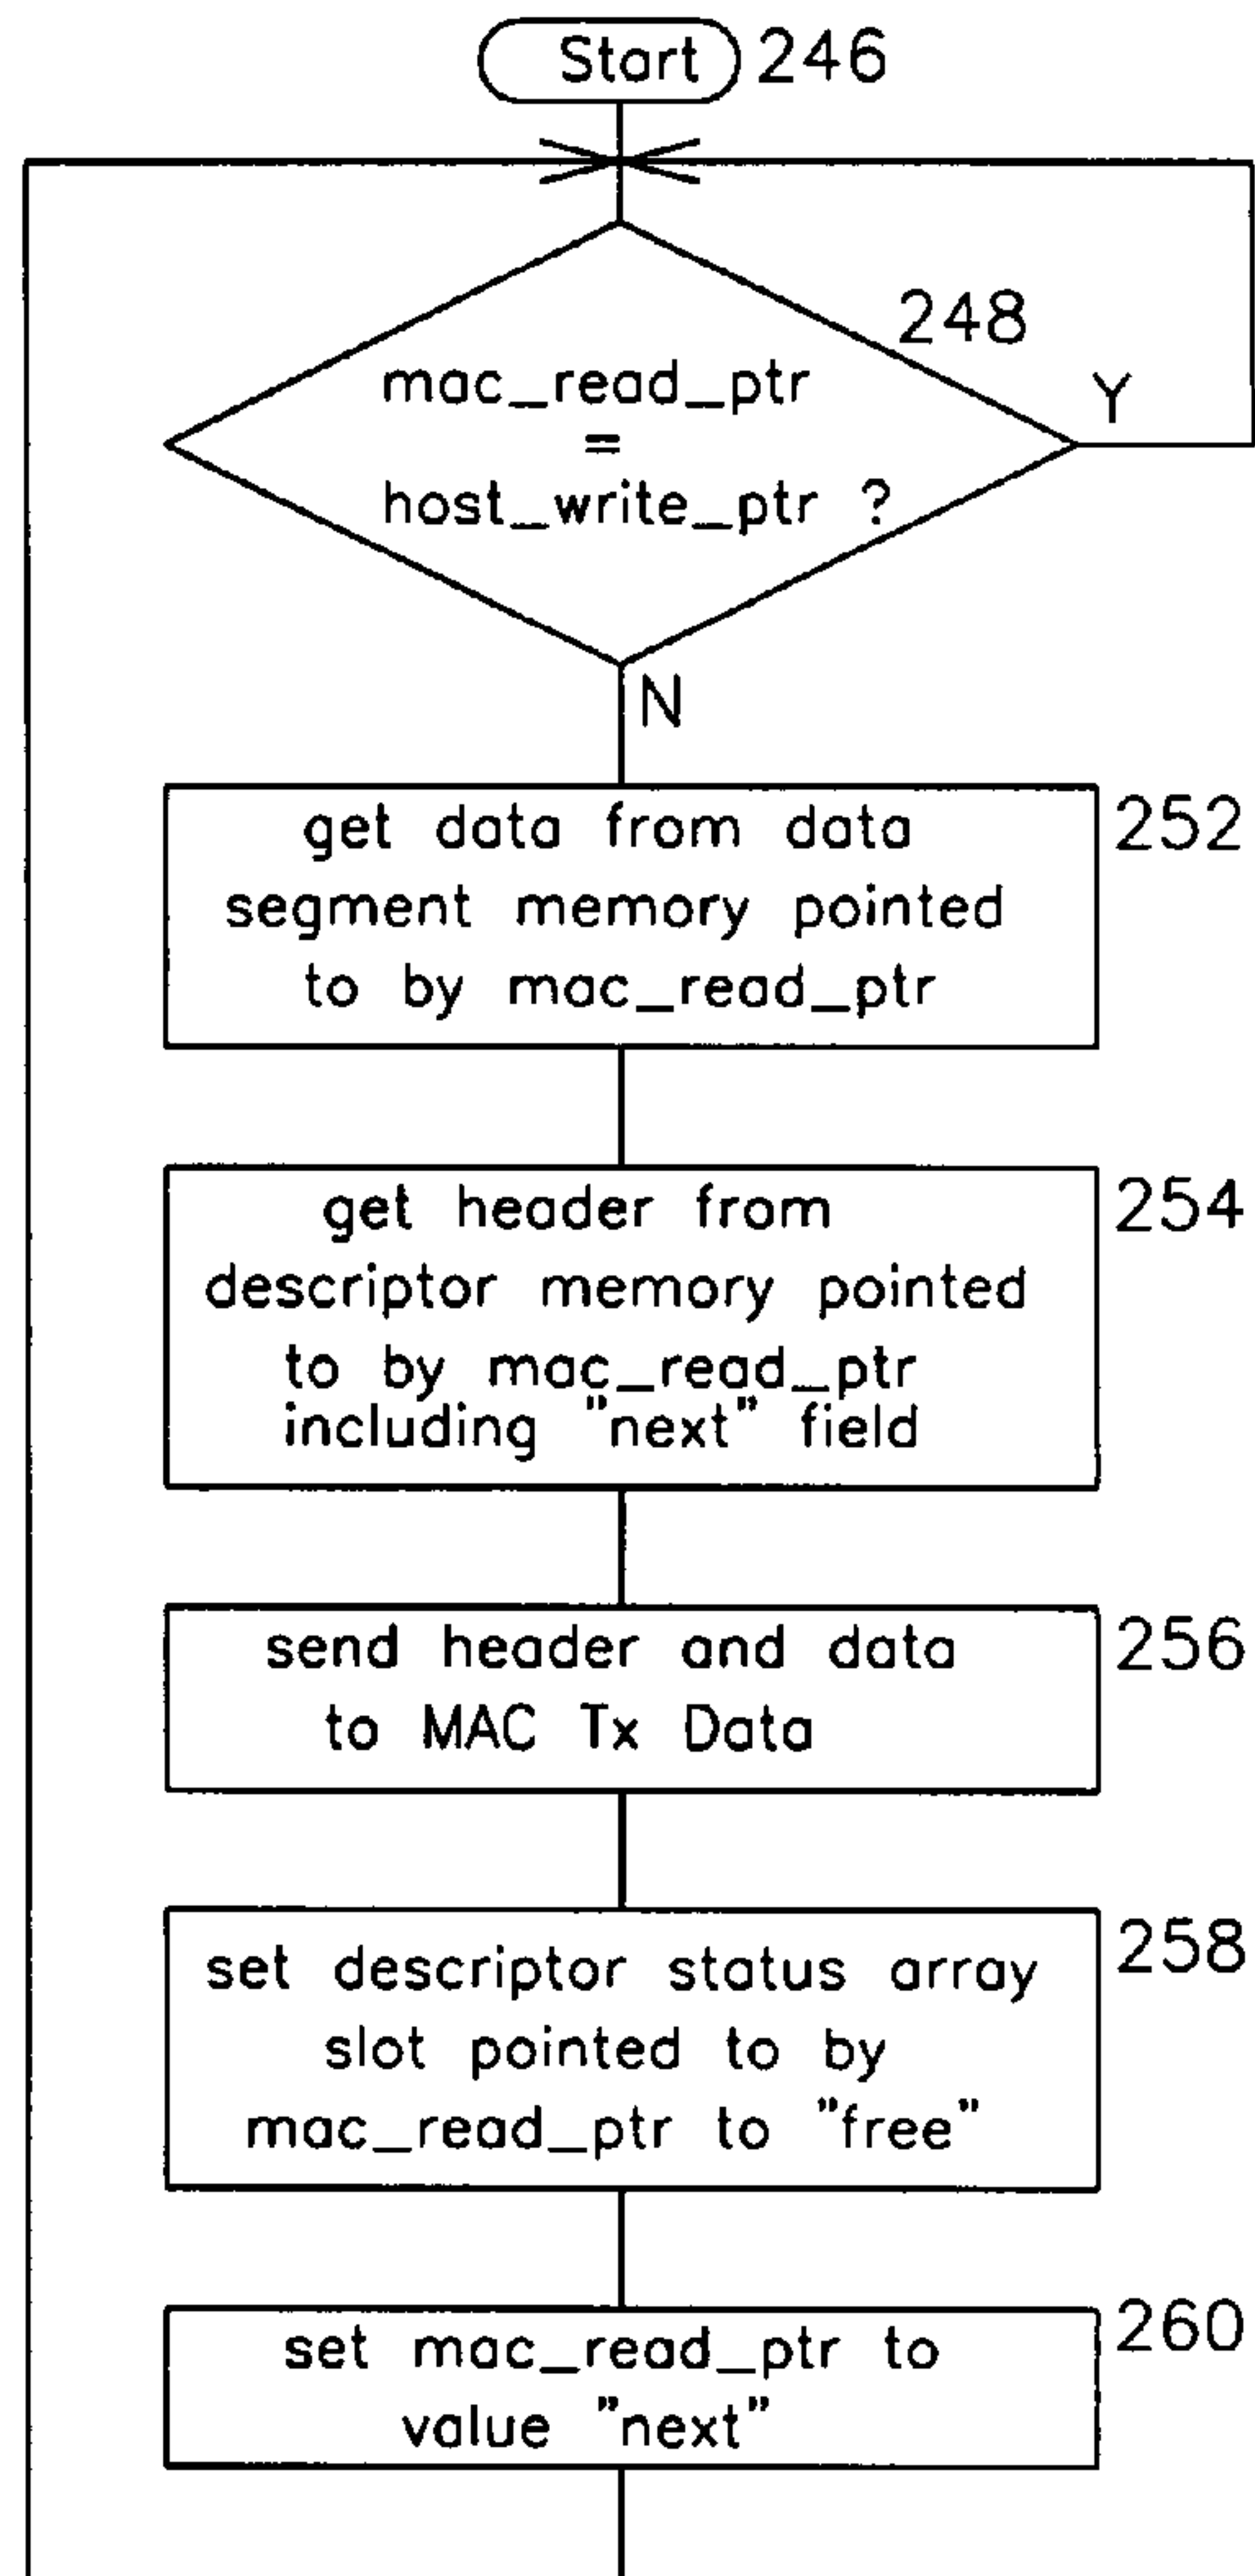 Start 246
248
mac_read_ptr
Y
=
host_write_ptr ?
N
get data from data 252
segment memory pointed
to by mac_read_ptr
get header from 254
descriptor memory pointed
to by mac_read_ptr
including "next" field
send header and data 256
to MAC Tx Data
258
set descriptor status array
slot pointed to by
mac_read_ptr to "free"
set mac_read_ptr to 260
value "next"